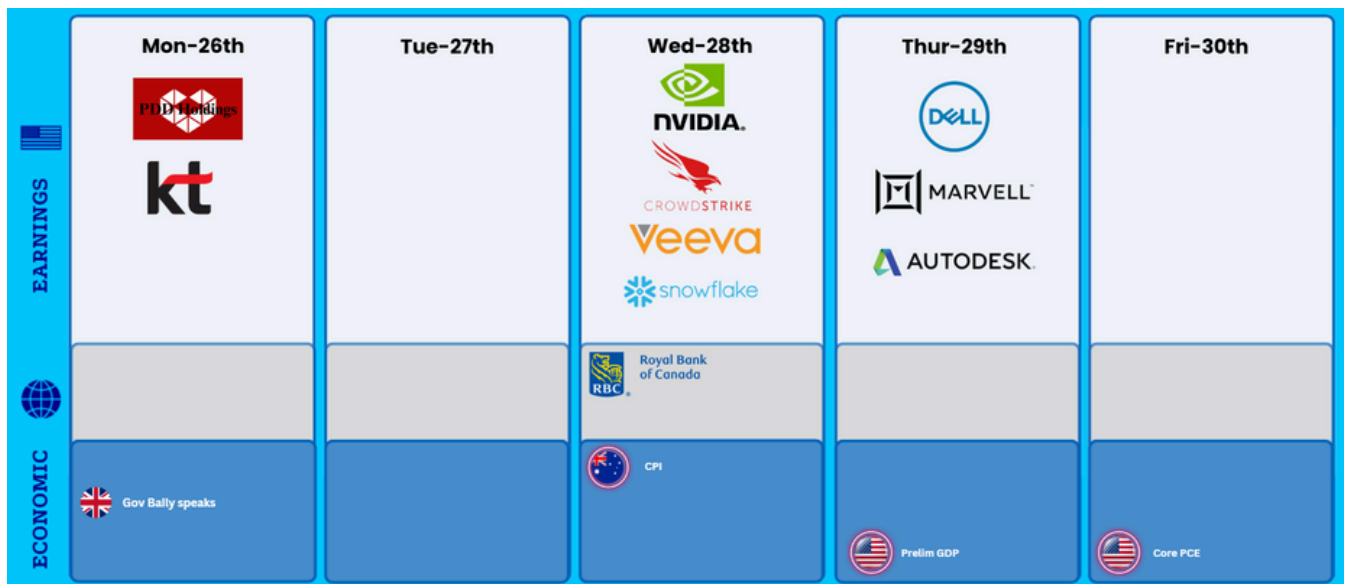 Mon-26th
Tue-27th
Wed-28th
Thur-29th
Fri-30th
EARNINGS
PDD Holdings
kt
NVIDIA.
CROWDSTRIKE
Veeva
snowflake
DELL
MARVELL™
AUTODESK.
RBC ®
Royal Bank
of Canada
ECONOMIC
Gov Bally speaks
CPI
Prelim GDP
Core PCE